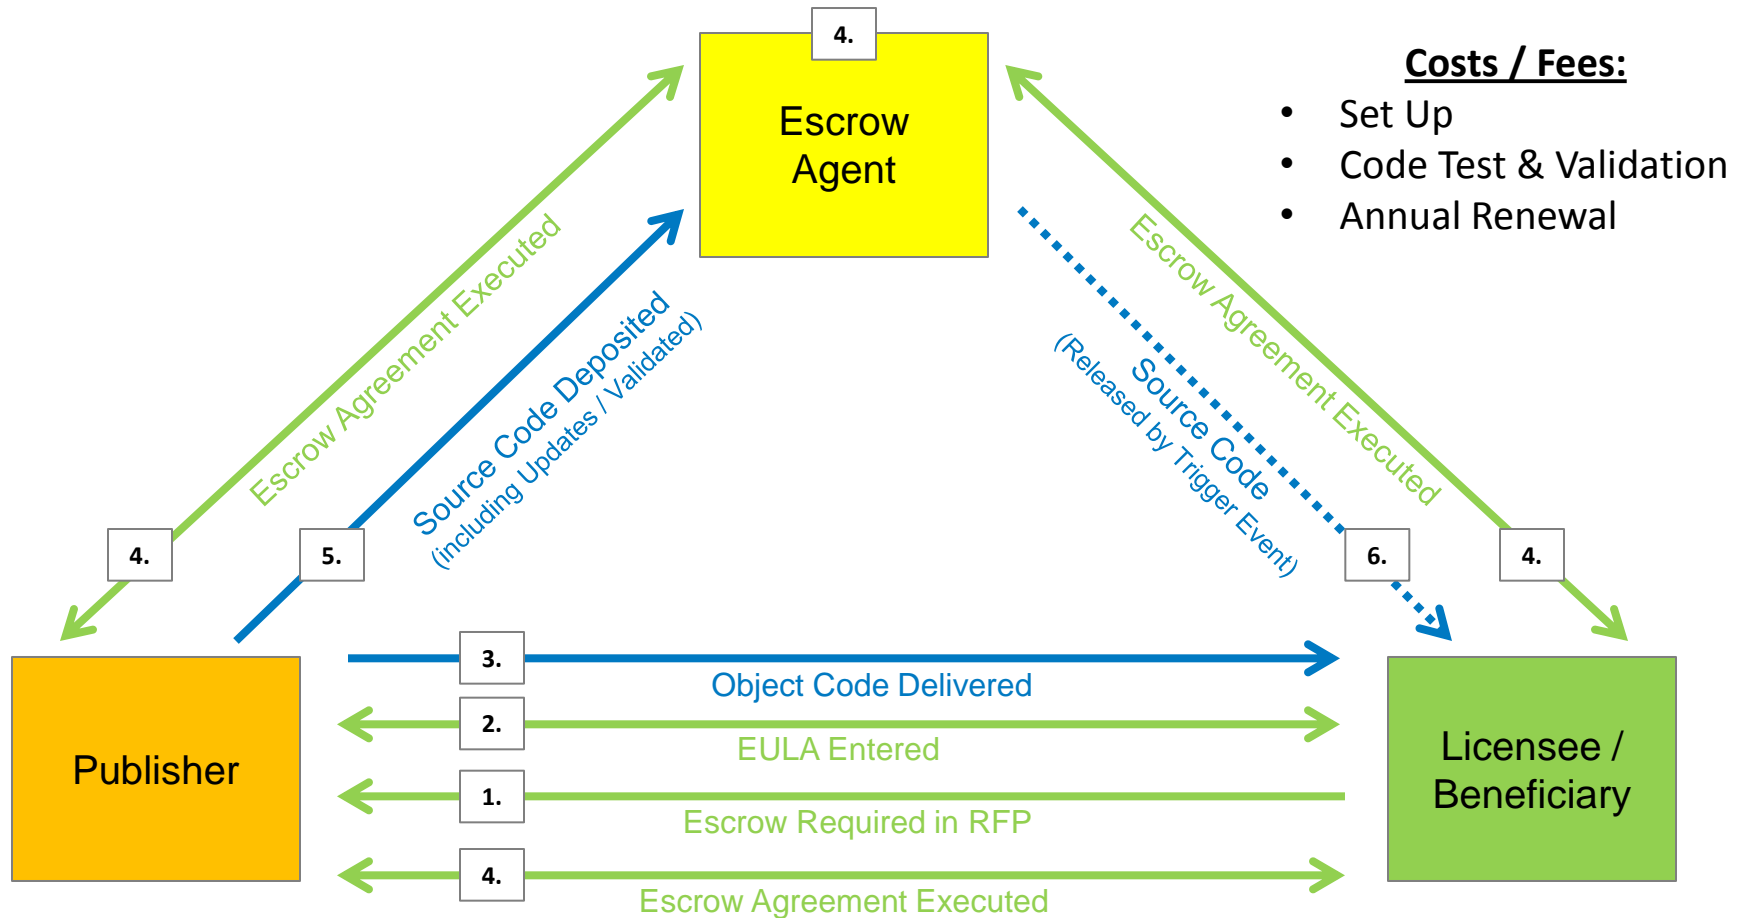 4.
Escrow
Agent
Costs / Fees:
• Set Up
• Code Test & Validation
• Annual Renewal
Escrow Agreement Executed
Source Code Deposited
(including Updates / Validated)
Source Code
(Released by Trigger Event)
Escrow Agreement Executed
4.
5.
6.
4.
3.
Object Code Delivered
2.
EULA Entered
1.
Escrow Required in RFP
4.
Escrow Agreement Executed
Publisher
Licensee /
Beneficiary